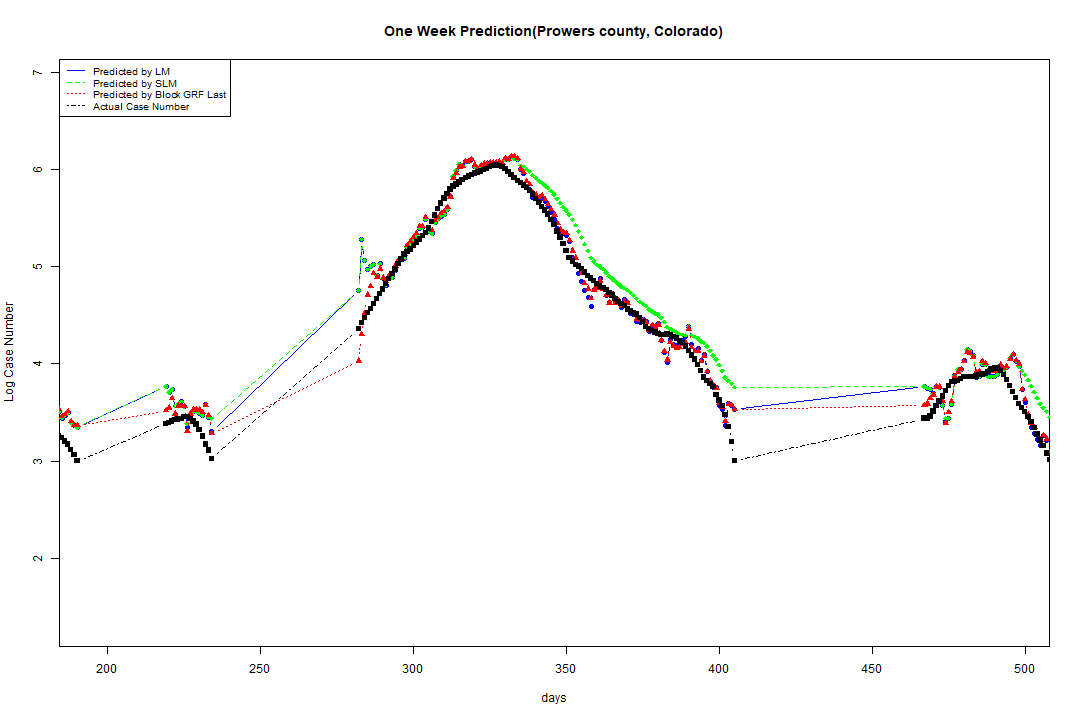 One Week Prediction(Prowers county, Colorado)
Predicted by LM
Predicted by SLM
Predicted by Block GRF Last
Actual Case Number
Log Case Number
7
6
5
4
3
2
200 250 300 350 400 450 500
days